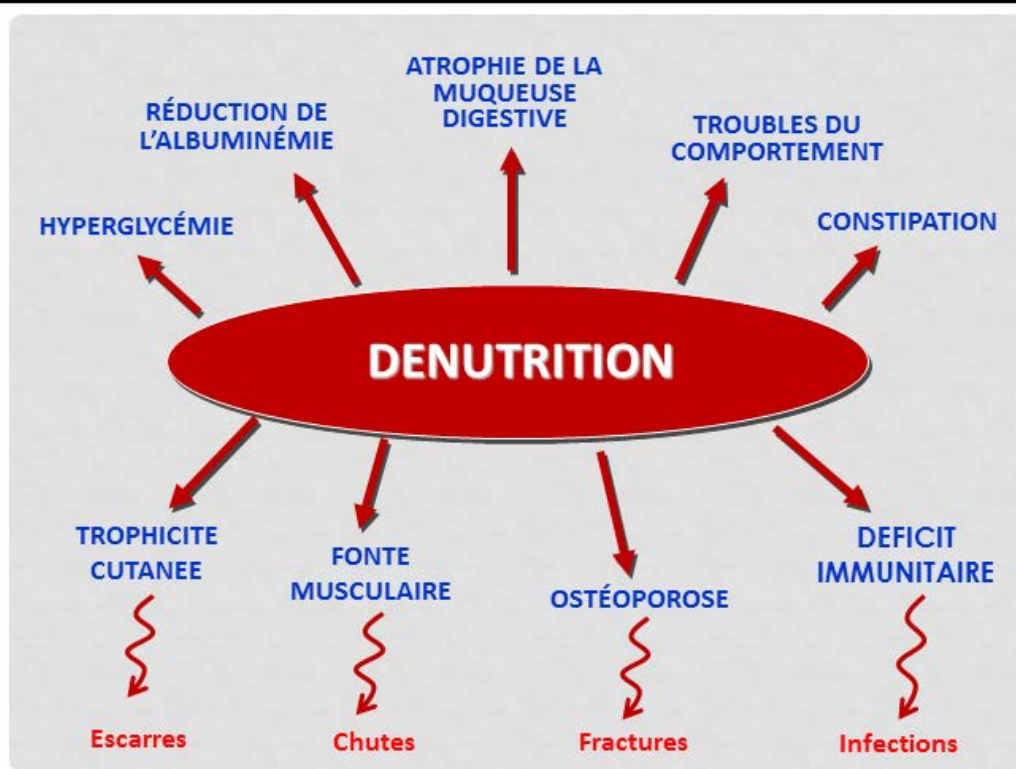 ATROPHIE DE LA
MUQUEUSE
DIGESTIVE
RÉDUCTION DE
L'ALBUMINÉMIE
TROUBLES DU
COMPORTEMENT
HYPERGLYCÉMIE
CONSTIPATION
DENUTRITION
TROPHICITE
CUTANEE
FONTE
MUSCULAIRE
OSTÉOPOROSE
DEFICIT
IMMUNITAIRE
Escarres
Chutes
Fractures
Infections